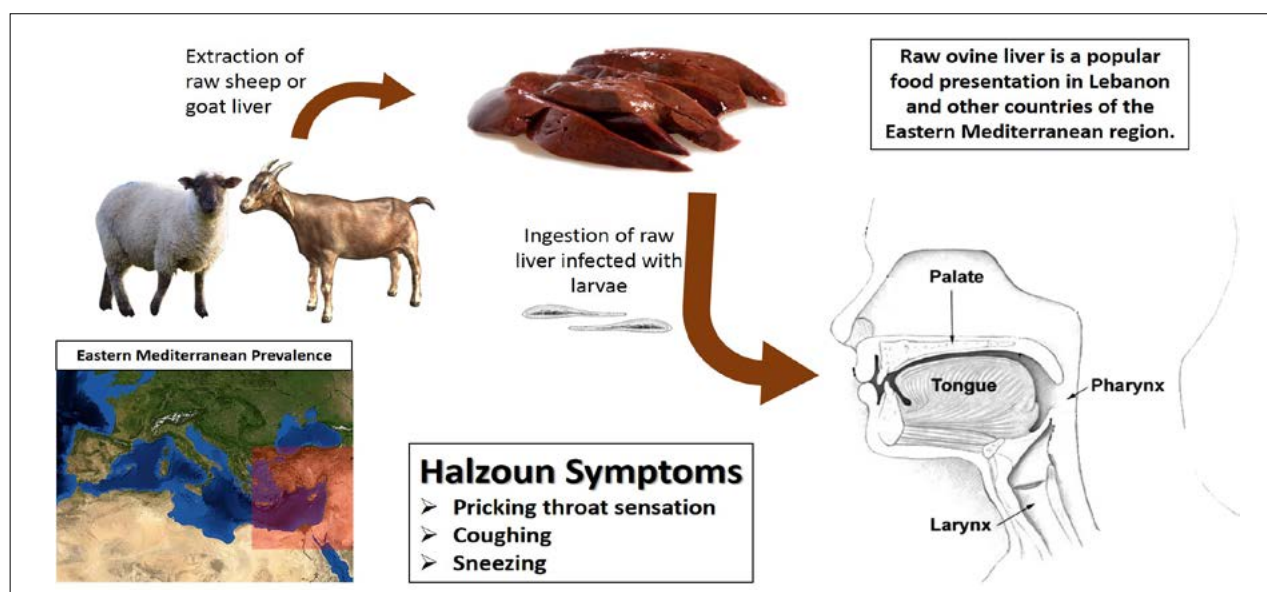 Extraction of
raw sheep or
goat liver
Raw ovine liver is a popular
food presentation in Lebanon
and other countries of the
Eastern Mediterranean region.
Ingestion of raw
liver infected with
larvae
Palate
Tongue
Pharynx
Larynx
Eastern Mediterranean Prevalence
Halzoun Symptoms
➢ Pricking throat sensation
➢ Coughing
➢ Sneezing